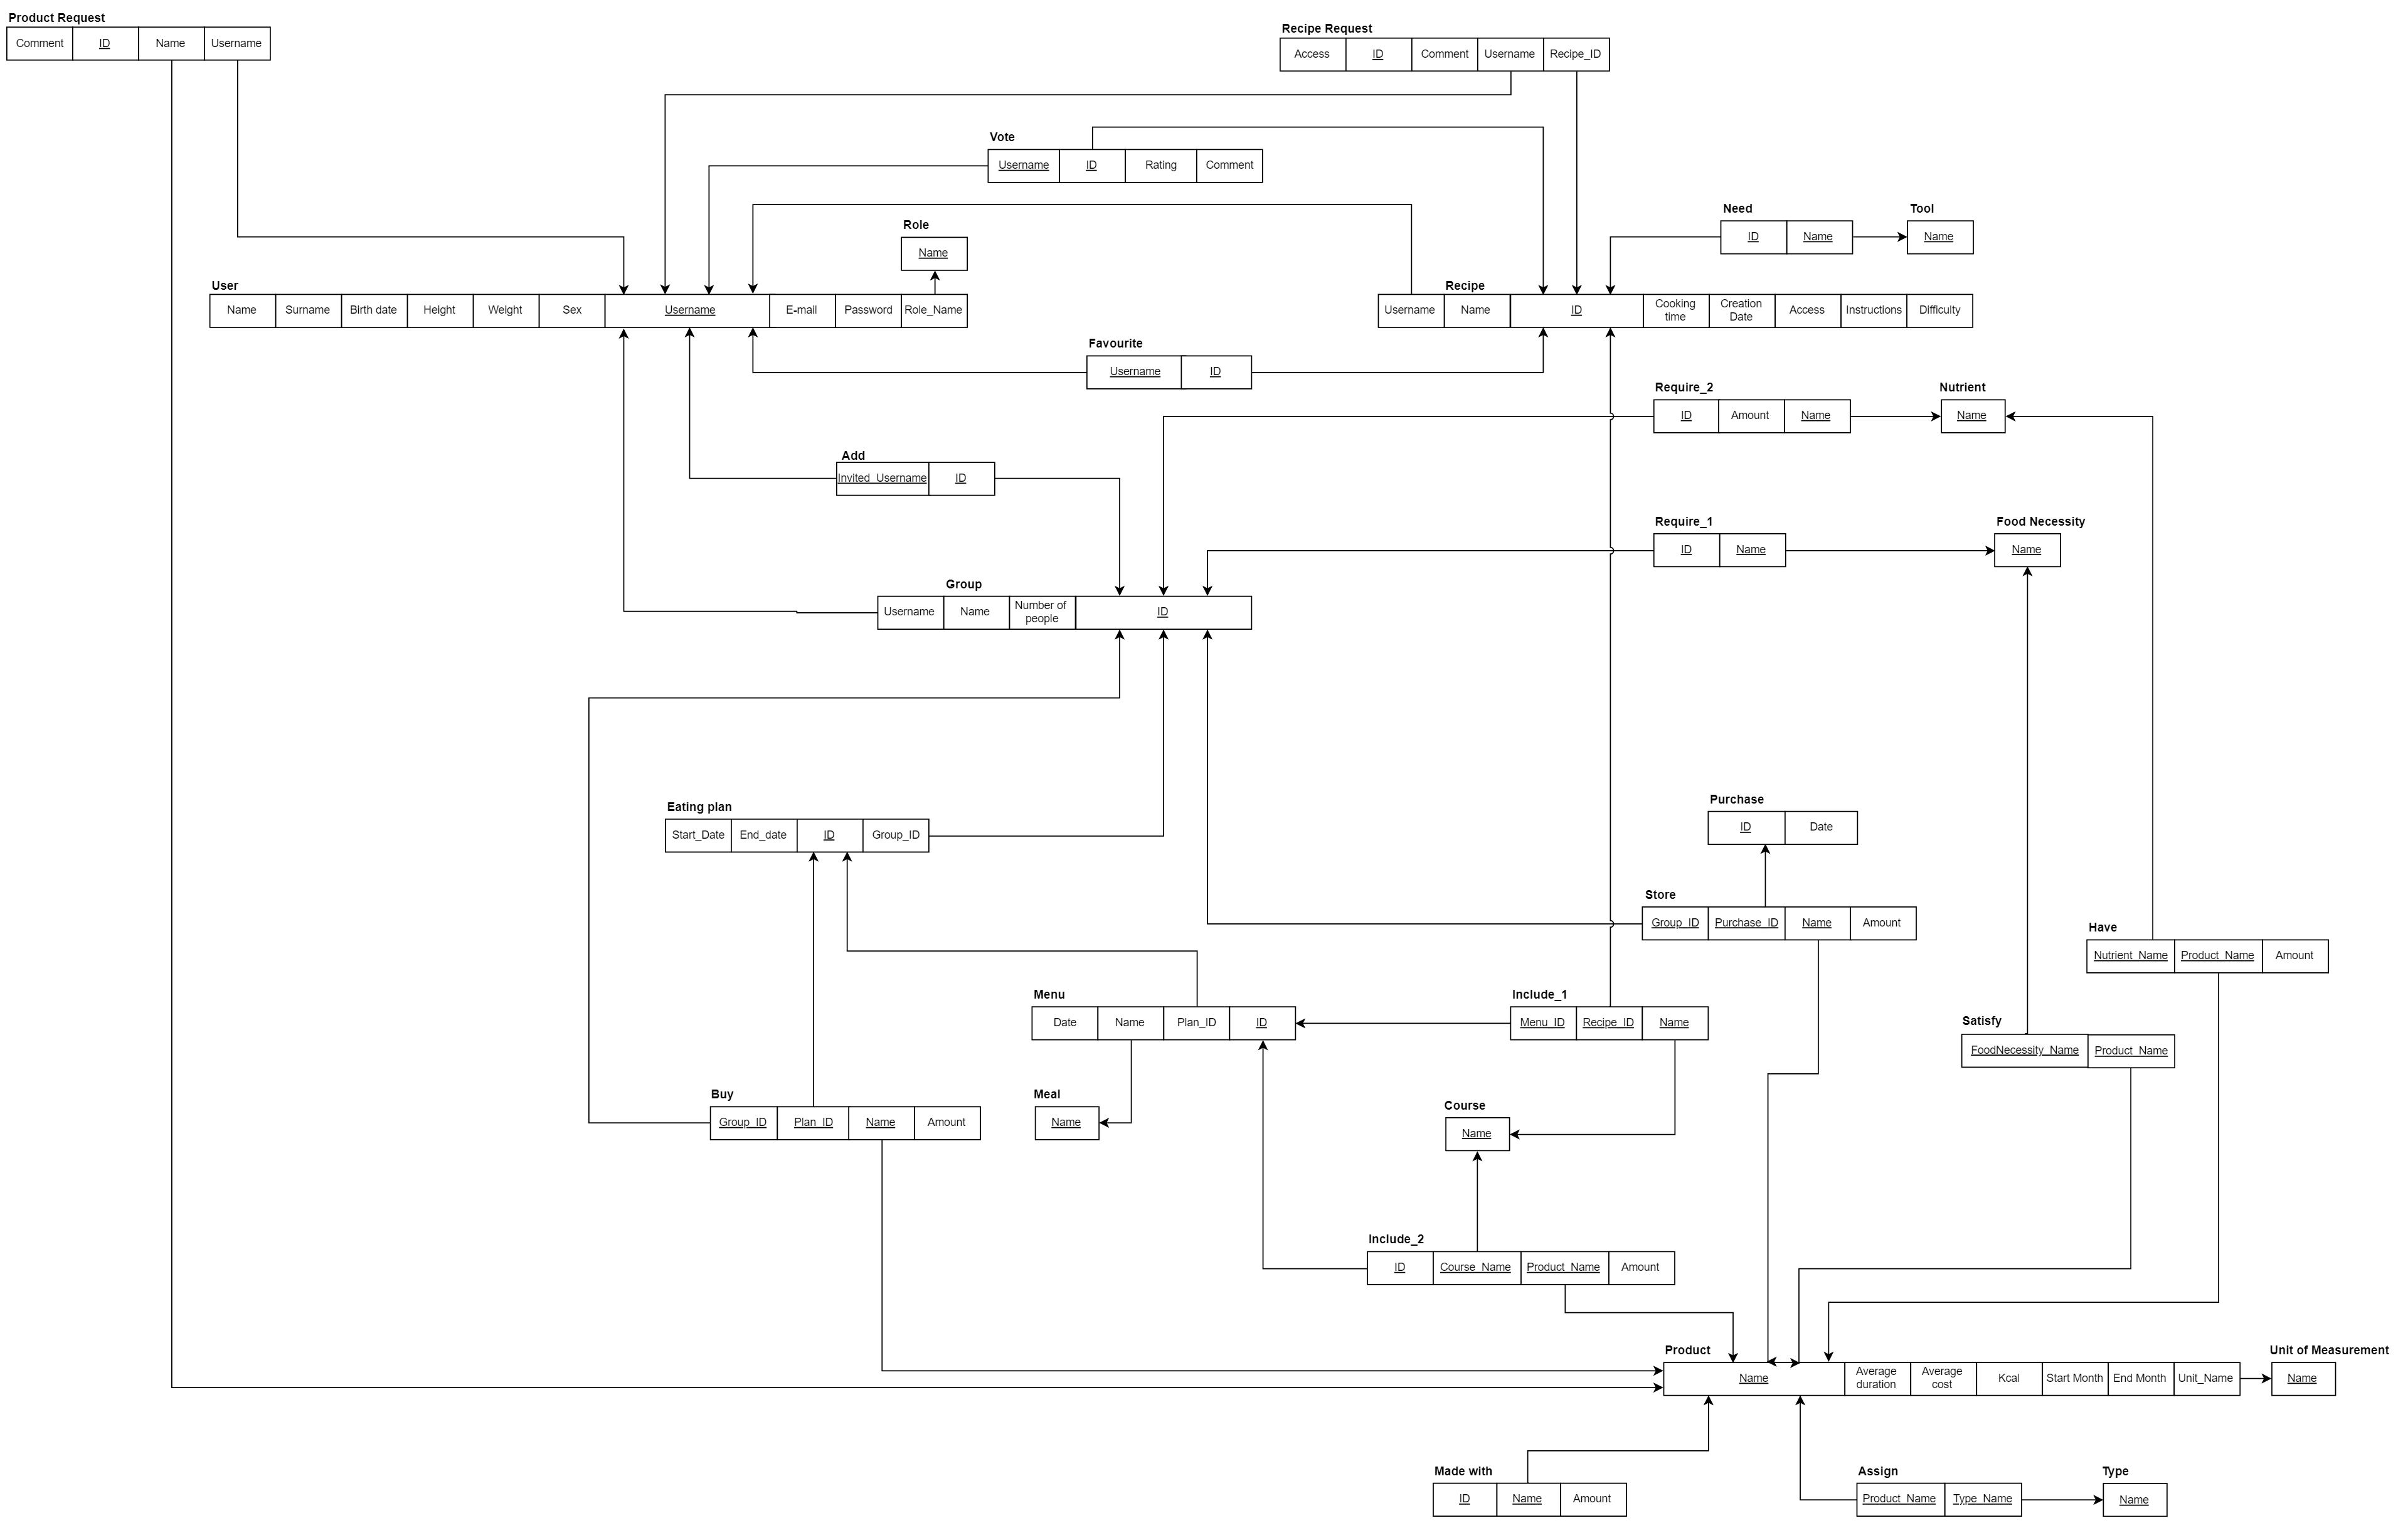 Product Request
Comment ID Name Username
Recipe Request
Access ID Comment Username Recipe_ID
Vote
Username ID Rating Comment
Need
ID Name
Tool
Name
Role
Name
User
Name Surname Birth date Height Weight Sex Username E-mail Password Role_Name
Recipe
Username Name ID Cooking
time Creation
Date Access Instructions Difficulty
Favourite
Username ID
Require_2
ID Amount Name
Nutrient
Name
Add
Invited_Username ID
Require_1
ID Name
Food Necessity
Name
Group
Username Name Number of
people ID
Eating plan
Start_Date End_date ID Group_ID
Purchase
ID Date
Store
Group_ID Purchase_ID Name Amount
Have
Nutrient_Name Product_Name Amount
Menu
Date Name Plan_ID ID
Include_1
Menu_ID Recipe_ID Name
Satisfy
FoodNecessity_Name Product_Name
Buy
Group_ID Plan_ID Name Amount
Meal
Name
Course
Name
Include_2
ID Course_Name Product_Name Amount
Product
Name Average
duration Average
cost Kcal Start Month End Month Unit_Name
Unit of Measurement
Name
Made with
ID Name Amount
Assign
Product_Name Type_Name
Type
Name